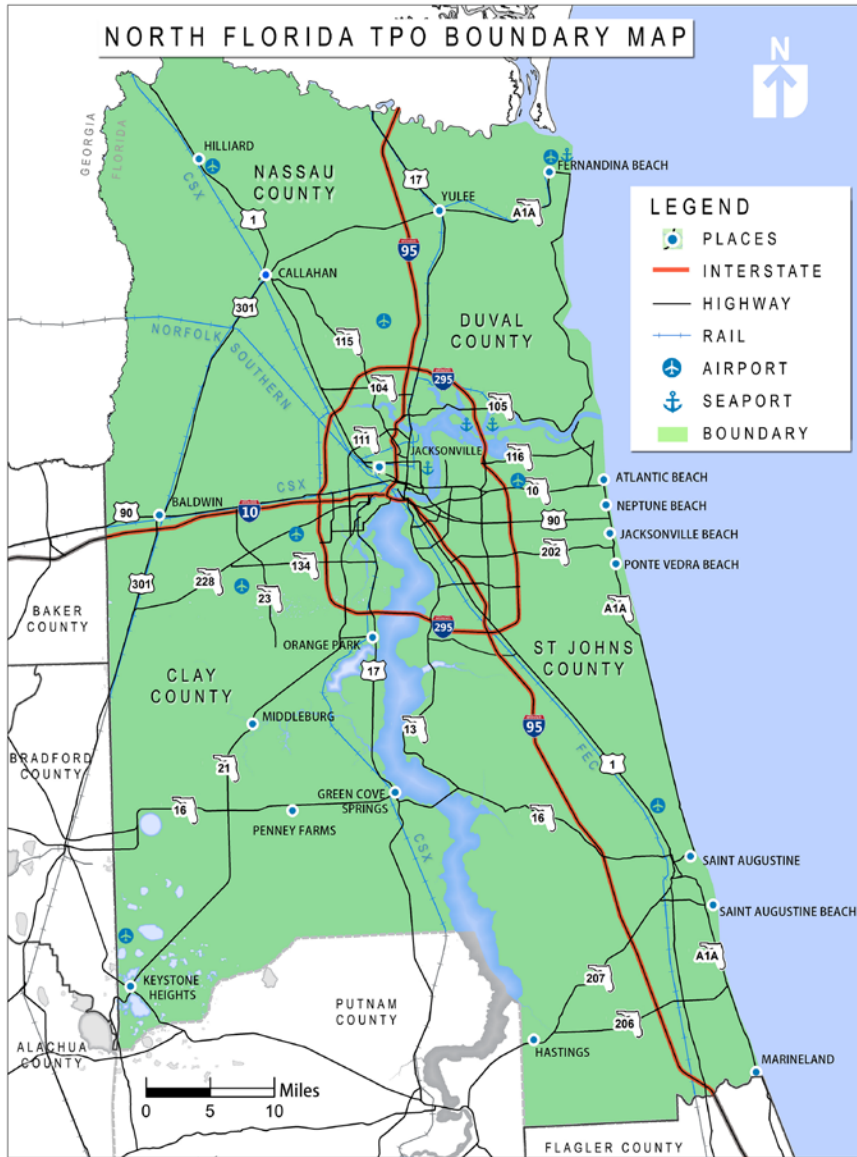 NORTH FLORIDA TPO BOUNDARY MAP
N
GEORGIA
FLORIDA
HILLIARD
NASSAU
COUNTY
CSX
1
17
FERNANDINA BEACH
YULEE
A1A
LEGEND
PLACES
INTERSTATE
HIGHWAY
RAIL
AIRPORT
SEAPORT
BOUNDARY
95
CALLAHAN
301
NORFOLK SOUTHERN
115
DUVAL
COUNTY
295
104
105
111
JACKSONVILLE
116
10
ATLANTIC BEACH
CSX
90
BALDWIN
10
90
NEPTUNE BEACH
JACKSONVILLE BEACH
202
PONTE VEDRA BEACH
301
228
134
23
A1A
BAKER
COUNTY
295
ORANGE PARK
17
ST JOHNS
COUNTY
CLAY
COUNTY
MIDDLEBURG
13
95
BRADFORD
COUNTY
21
FEC
1
GREEN COVE
SPRINGS
16
PENNEY FARMS
16
CSX
SAINT AUGUSTINE
SAINT AUGUSTINE BEACH
A1A
KEYSTONE
HEIGHTS
207
PUTNAM
COUNTY
206
ALACHUA
COUNTY
HASTINGS
MARINELAND
Miles
0 5 10
FLAGLER COUNTY